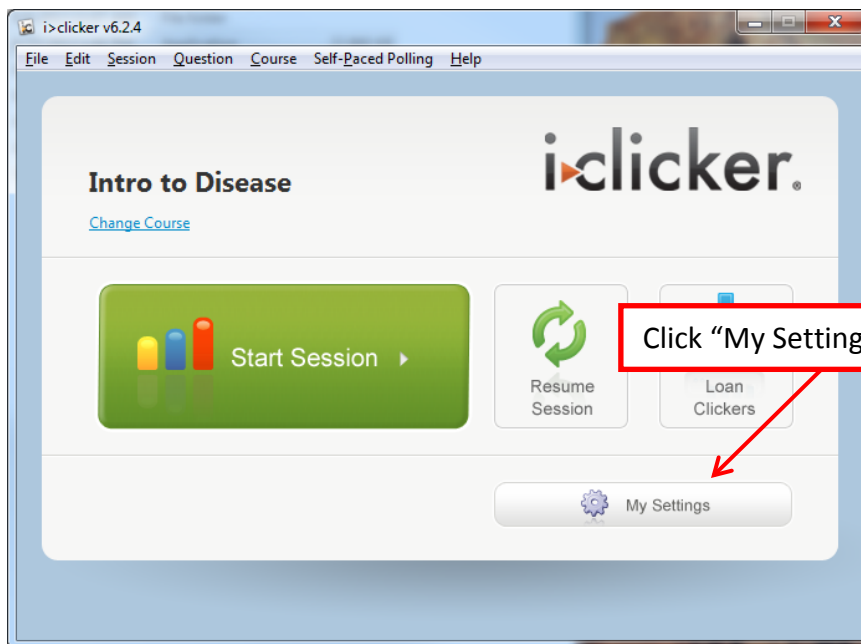 i>clicker v6.2.4
File Edit Session Question Course Self-Paced Polling Help
Intro to Disease
i>clicker®
Change Course
Start Session
Click “My Setting
Resume
Session
Loan
Clickers
My Settings